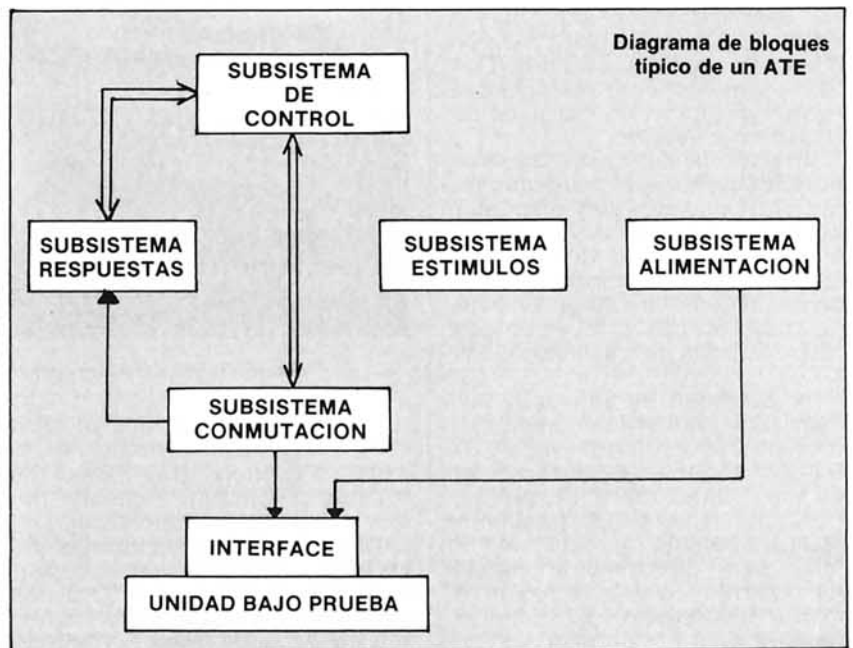 Diagrama de bloques
típico de un ATE
SUBSISTEMA
DE
CONTROL
SUBSISTEMA
RESPUESTAS
SUBSISTEMA
ESTIMULOS
SUBSISTEMA
ALIMENTACION
SUBSISTEMA
CONMUTACION
INTERFACE
UNIDAD BAJO PRUEBA